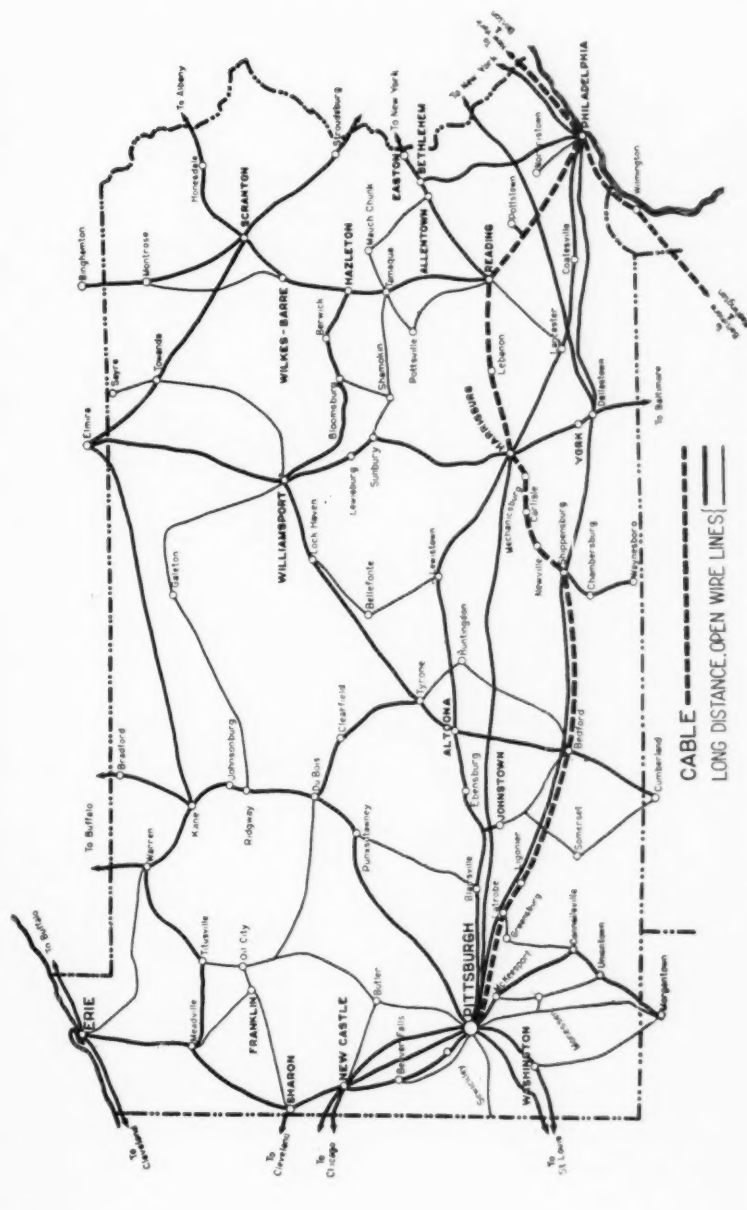 To Buffalo
ERIE
To
Cleveland
To Buffalo
Warren
Bradford
Elmira
Sayre
Binghamton
To Albany
Meadville
Titusville
Oil City
FRANKLIN
Kane
Johnsonburg
Ridgway
Galeton
Towanda
Montrose
Honesdale
SCRANTON
SHARON
To
Cleveland
NEW CASTLE
To
Chicago
Beaver Falls
Butler
Du Bois
Clearfield
Punxsutawney
Lock Haven
WILLIAMSPORT
Bloomsburg
Berwick
WILKES-BARRE
HAZLETON
Stroudsburg
Bellefonte
Lewisburg
Sunbury
Shamokin
Mauch Chunk
Tamaqua
Pottsville
ALLENTOWN
EASTON
BETHLEHEM
To New York
Tyrone
ALTOONA
Huntingdon
Lewistown
Ebensburg
JOHNSTOWN
Blairsville
PITTSBURGH
Sewickley
WASHINGTON
To
St Louis
McKeesport
Monessen
Latrobe
Greensburg
Ligonier
Connellsville
Uniontown
Morgantown
Somerset
Bedford
Cumberland
Mechanicsburg
Carlisle
Newville
Shippensburg
Chambersburg
Waynesboro
HARRISBURG
Lebanon
READING
Pottstown
Norristown
Lancaster
Coatesville
YORK
Dallastown
To Baltimore
To New York
PHILADELPHIA
Wilmington
CABLE
LONG DISTANCE, OPEN WIRE LINES